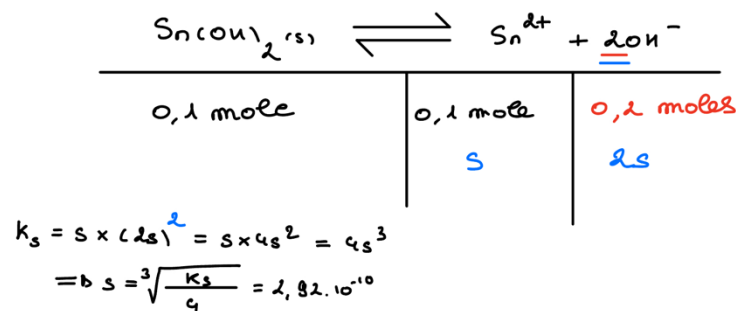 Sn(OH)₂ (s) ⇌ Sn²⁺ + 2OH⁻
0,1 mole 0,1 mole 0,2 moles
s 2s
Ks = s × (2s)² = s × 4s² = 4s³
=> s = ³√(Ks/4) = 2,92.10⁻¹⁰